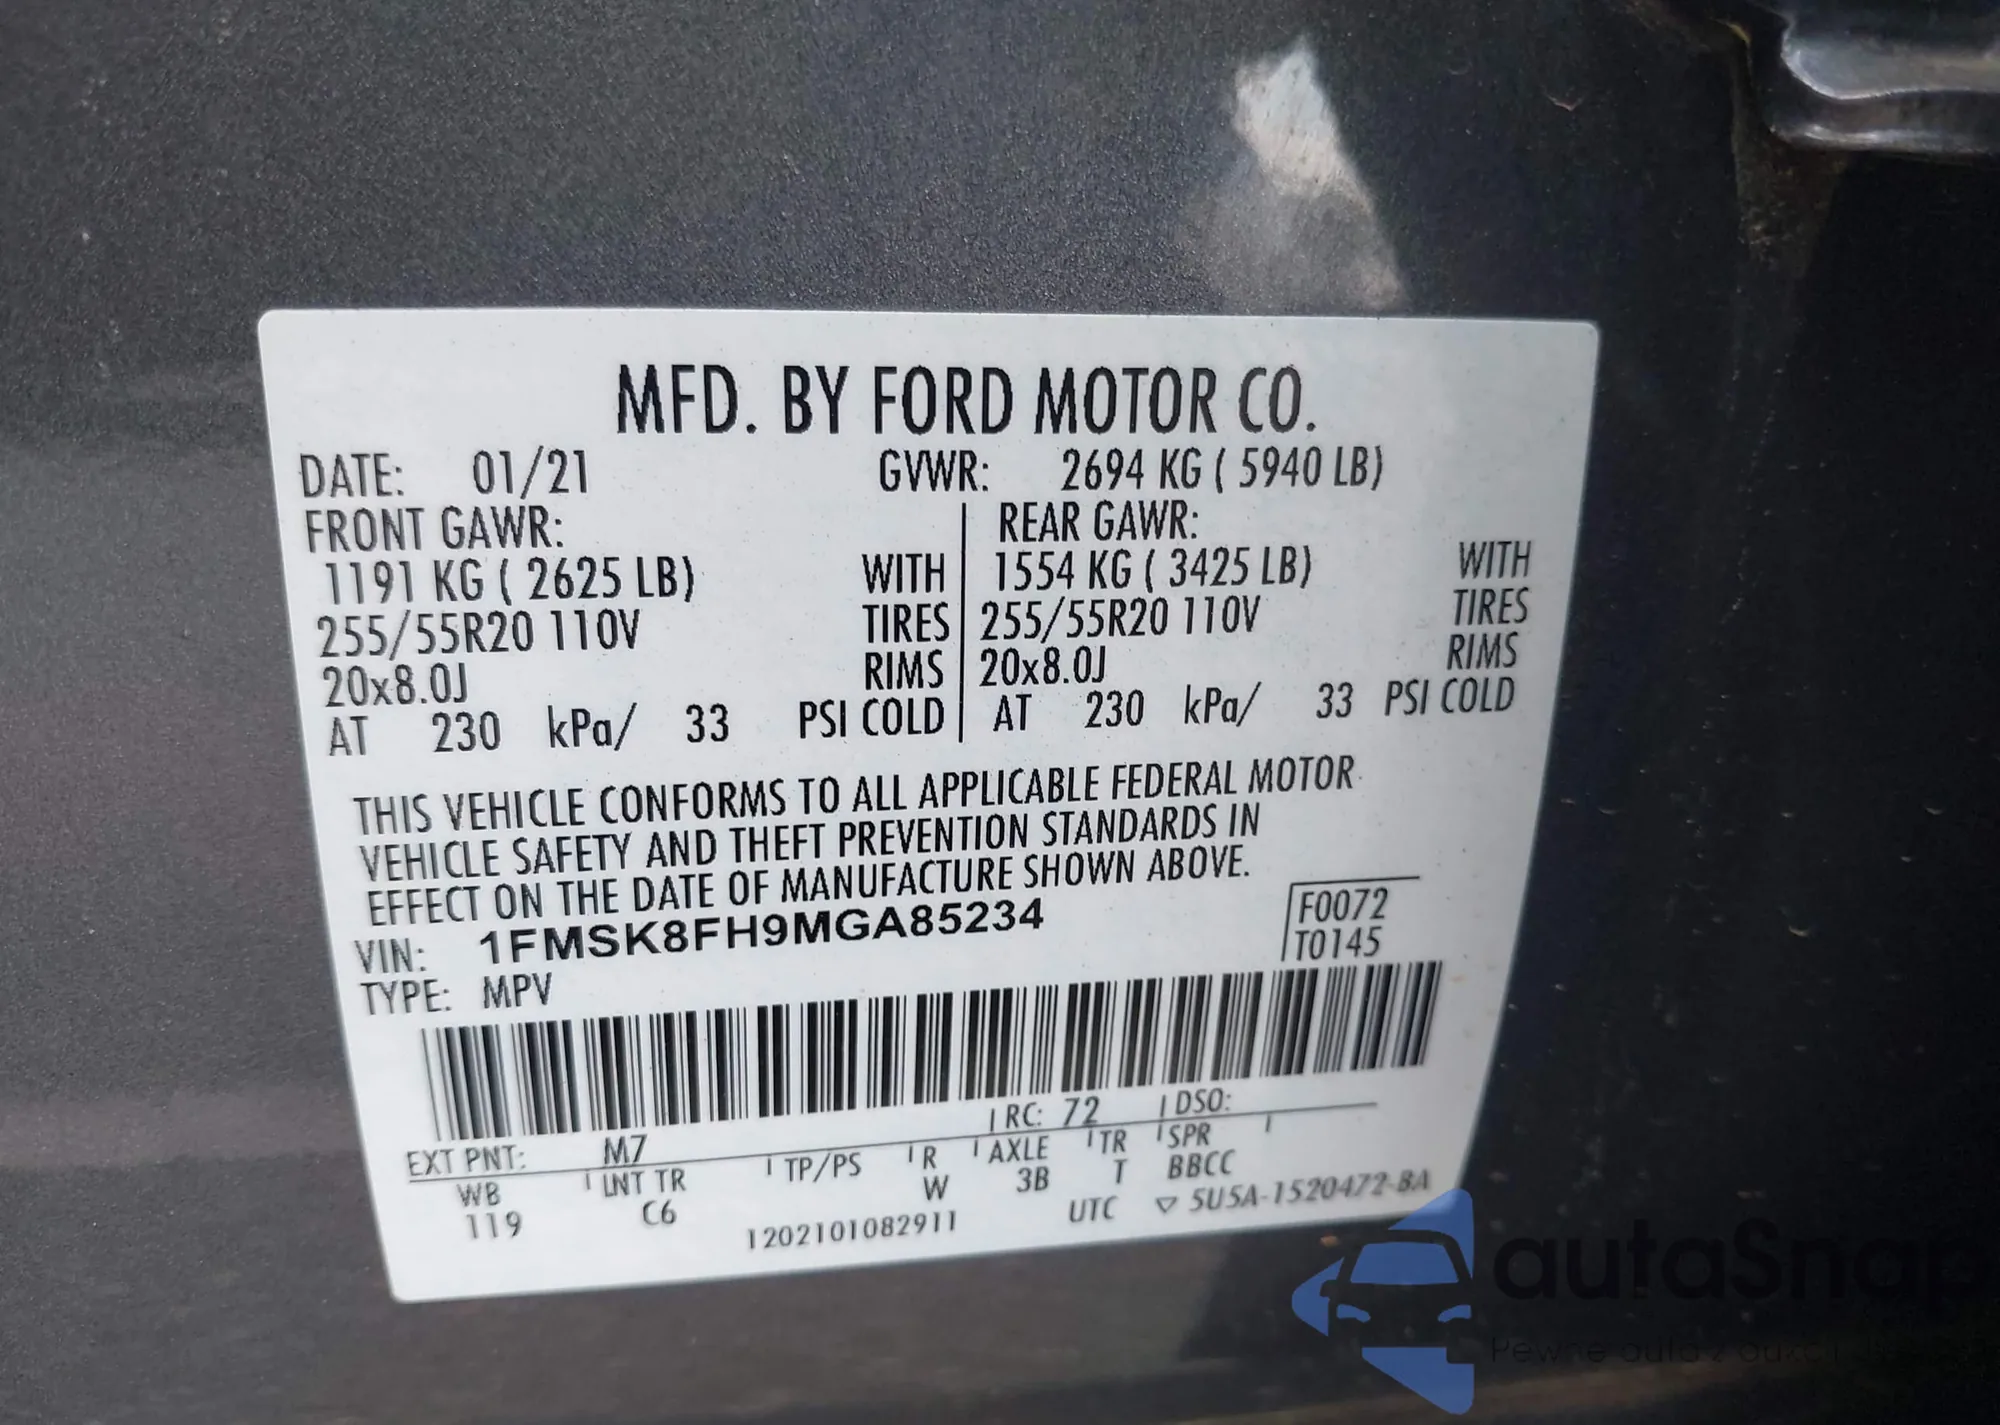 MFD. BY FORD MOTOR CO.
DATE: 01/21 GVWR: 2694 KG ( 5940 LB)
FRONT GAWR: REAR GAWR:
1191 KG ( 2625 LB) WITH 1554 KG ( 3425 LB) WITH
255/55R20 110V TIRES 255/55R20 110V TIRES
20x8.0J RIMS 20x8.0J RIMS
AT 230 kPa/ 33 PSI COLD AT 230 kPa/ 33 PSI COLD
THIS VEHICLE CONFORMS TO ALL APPLICABLE FEDERAL MOTOR
VEHICLE SAFETY AND THEFT PREVENTION STANDARDS IN
EFFECT ON THE DATE OF MANUFACTURE SHOWN ABOVE.
VIN: 1FMSK8FH9MGA85234 F0072
TYPE: MPV T0145
EXT PNT: M7 RC: 72 DSO:
WB INT TR TP/PS R AXLE TR SPR
119 C6 W 3B T BBCC
1202101082911 UTC ▽ 5U5A-1520472-BA
autaSnap
Pewne auta z